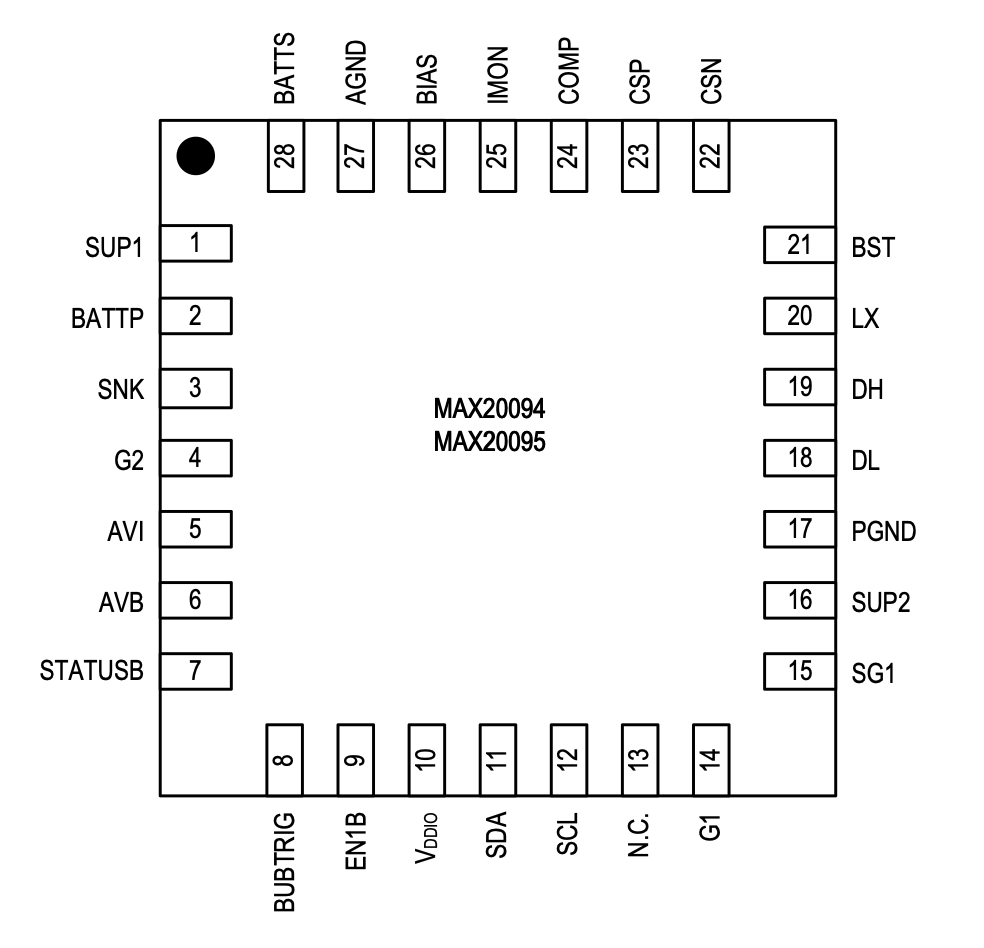 BATTS
AGND
BIAS
IMON
COMP
CSP
CSN
28
27
26
25
24
23
22
SUP1 1
21 BST
BATTP 2
20 LX
SNK 3
19 DH
MAX20094
MAX20095
G2 4
18 DL
AVI 5
17 PGND
AVB 6
16 SUP2
STATUSB 7
15 SG1
8
9
10
11
12
13
14
BUBTRIG
EN1B
VDDIO
SDA
SCL
N.C.
G1